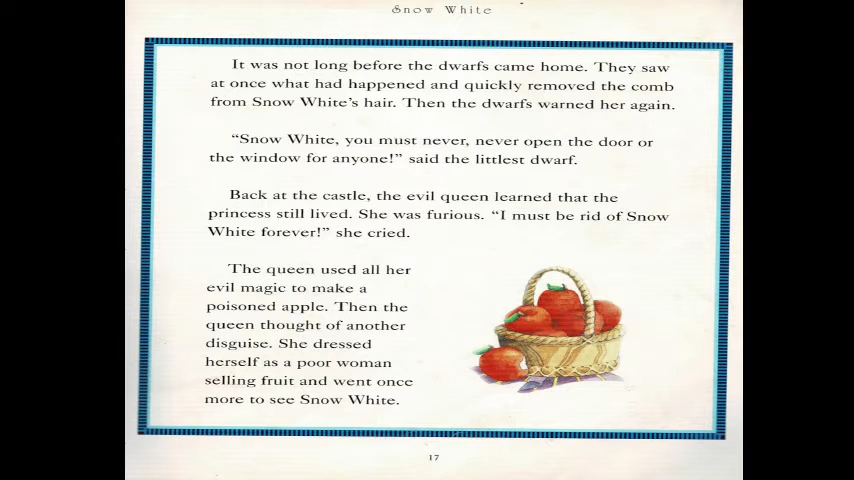 Snow White
It was not long before the dwarfs came home. They saw
at once what had happened and quickly removed the comb
from Snow White's hair. Then the dwarfs warned her again.
“Snow White, you must never, never open the door or
the window for anyone!” said the littlest dwarf.
Back at the castle, the evil queen learned that the
princess still lived. She was furious. “I must be rid of Snow
White forever!” she cried.
The queen used all her
evil magic to make a
poisoned apple. Then the
queen thought of another
disguise. She dressed
herself as a poor woman
selling fruit and went once
more to see Snow White.
17